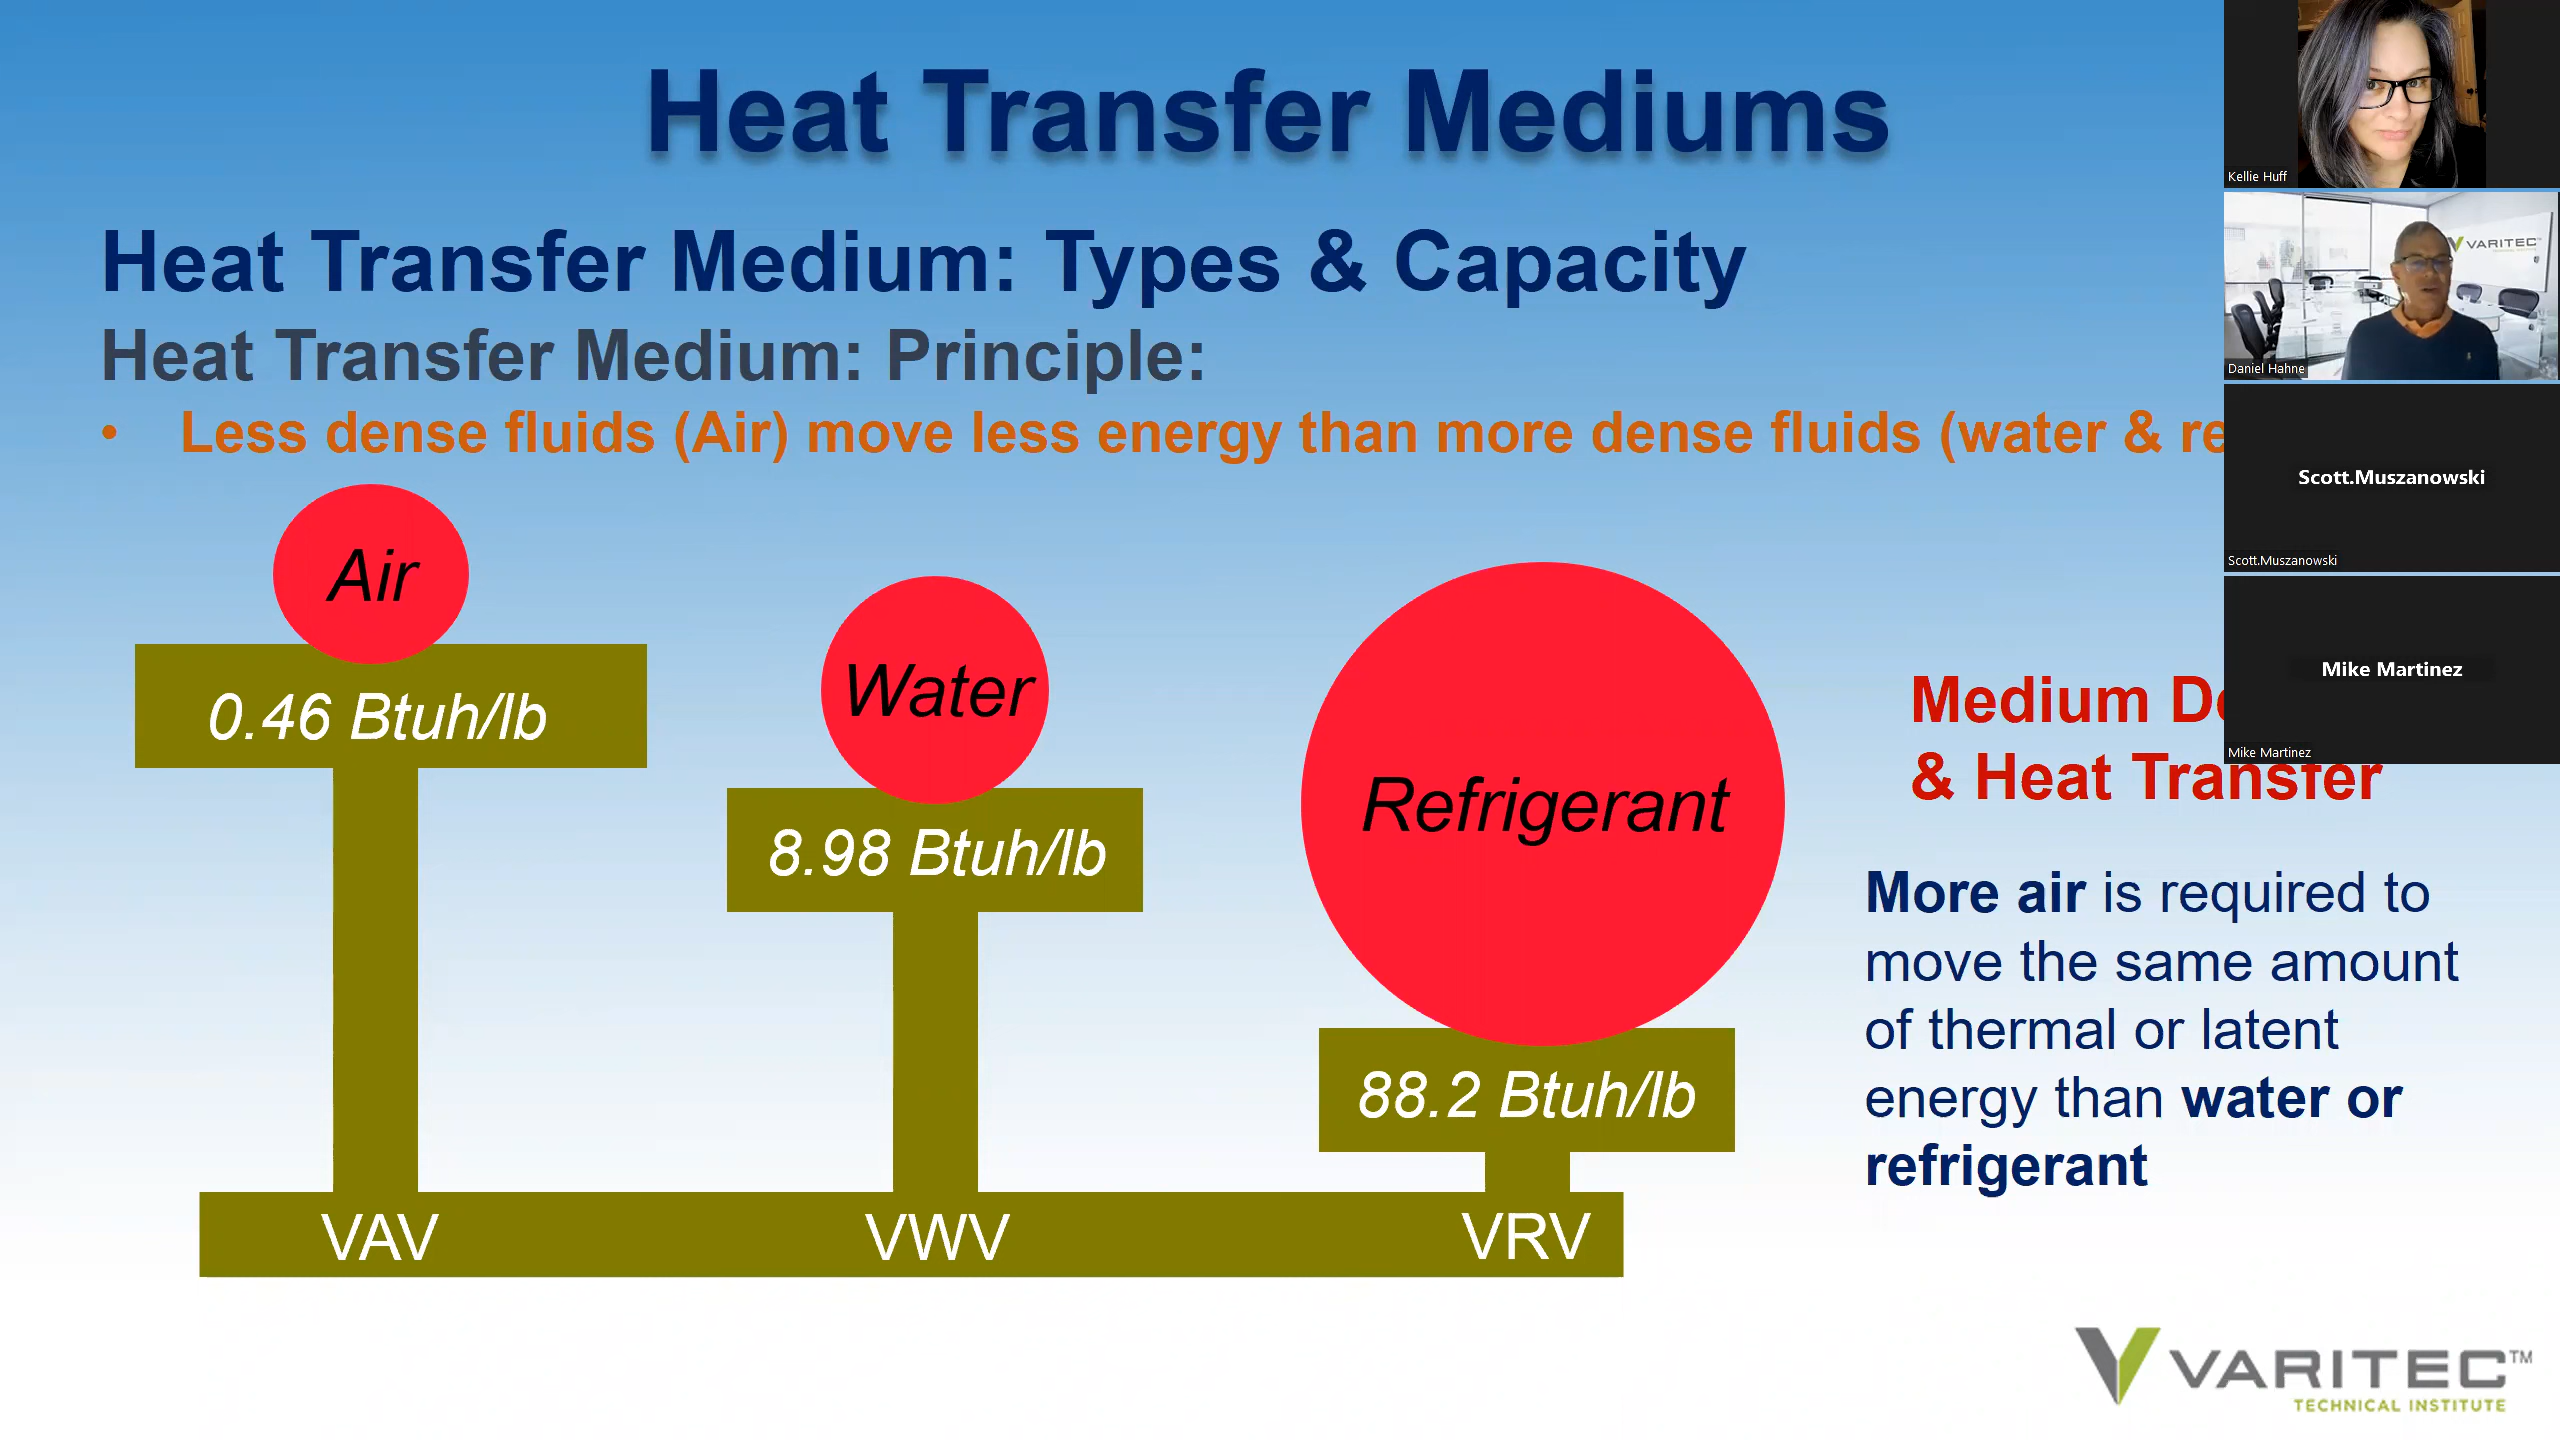 Heat Transfer Mediums
Heat Transfer Medium: Types & Capacity
Heat Transfer Medium: Principle:
• Less dense fluids (Air) move less energy than more dense fluids (water &
Air
0.46 Btuh/lb
Water
8.98 Btuh/lb
Refrigerant
88.2 Btuh/lb
VAV
VWV
VRV
Medium
& Heat Transfer
More air is required to
move the same amount
of thermal or latent
energy than water or
refrigerant
VARITEC™
TECHNICAL INSTITUTE
Kellie Huff
VARITEC
Daniel Hahne
Scott.Muszanowski
Scott.Muszanowski
Mike Martinez
Mike Martinez